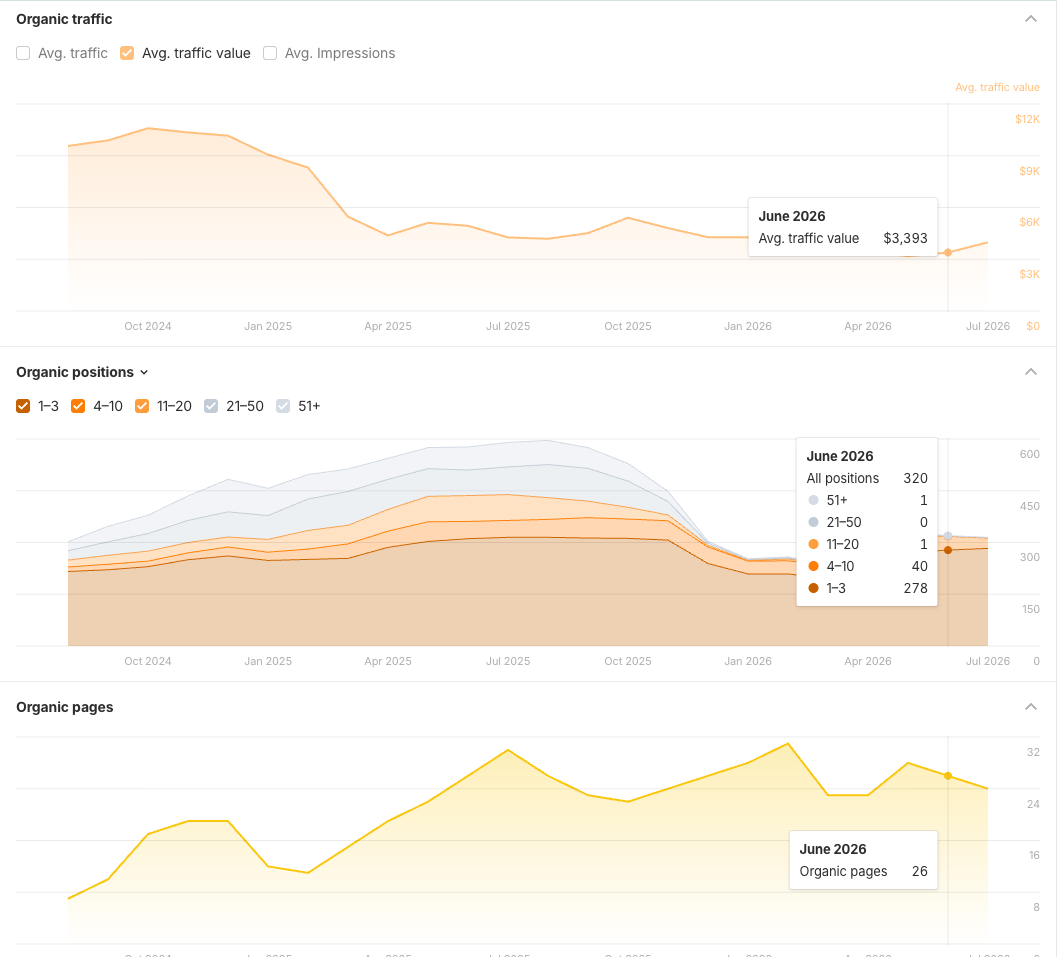 Organic traffic
Avg. traffic Avg. traffic value Avg. Impressions
Avg. traffic value
$12K
$9K
June 2026
Avg. traffic value $3,393
$6K
$3K
Oct 2024 Jan 2025 Apr 2025 Jul 2025 Oct 2025 Jan 2026 Apr 2026 Jul 2026 $0
Organic positions
1–3 4–10 11–20 21–50 51+
June 2026
All positions 320
51+ 1
21–50 0
11–20 1
4–10 40
1–3 278
600
450
300
150
Oct 2024 Jan 2025 Apr 2025 Jul 2025 Oct 2025 Jan 2026 Apr 2026 Jul 2026 0
Organic pages
32
24
June 2026
Organic pages 26
16
8